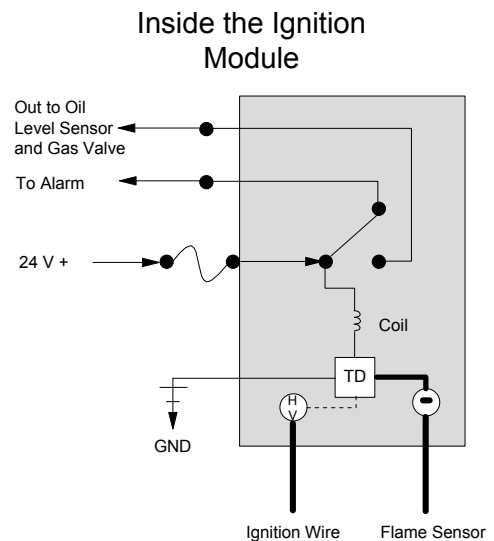 Inside the Ignition
Module
Out to Oil
Level Sensor
and Gas Valve
To Alarm
24 V +
Coil
TD
H
V
GND
Ignition Wire
Flame Sensor